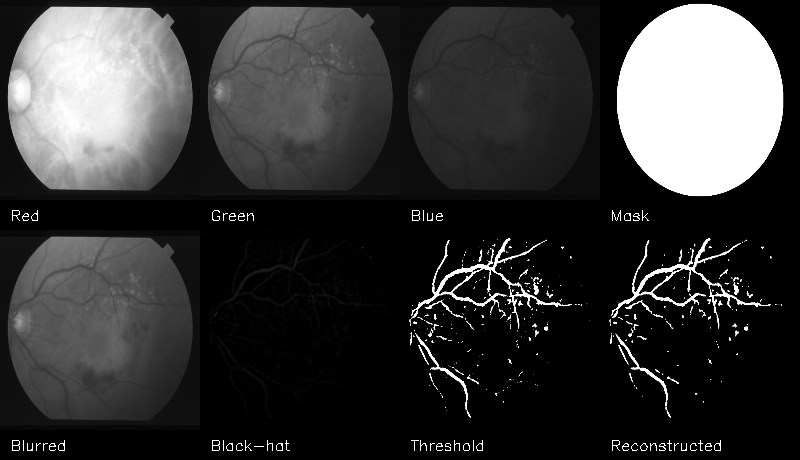 Red
Green
Blue
Mask
Blurred
Black-hat
Threshold
Reconstructed